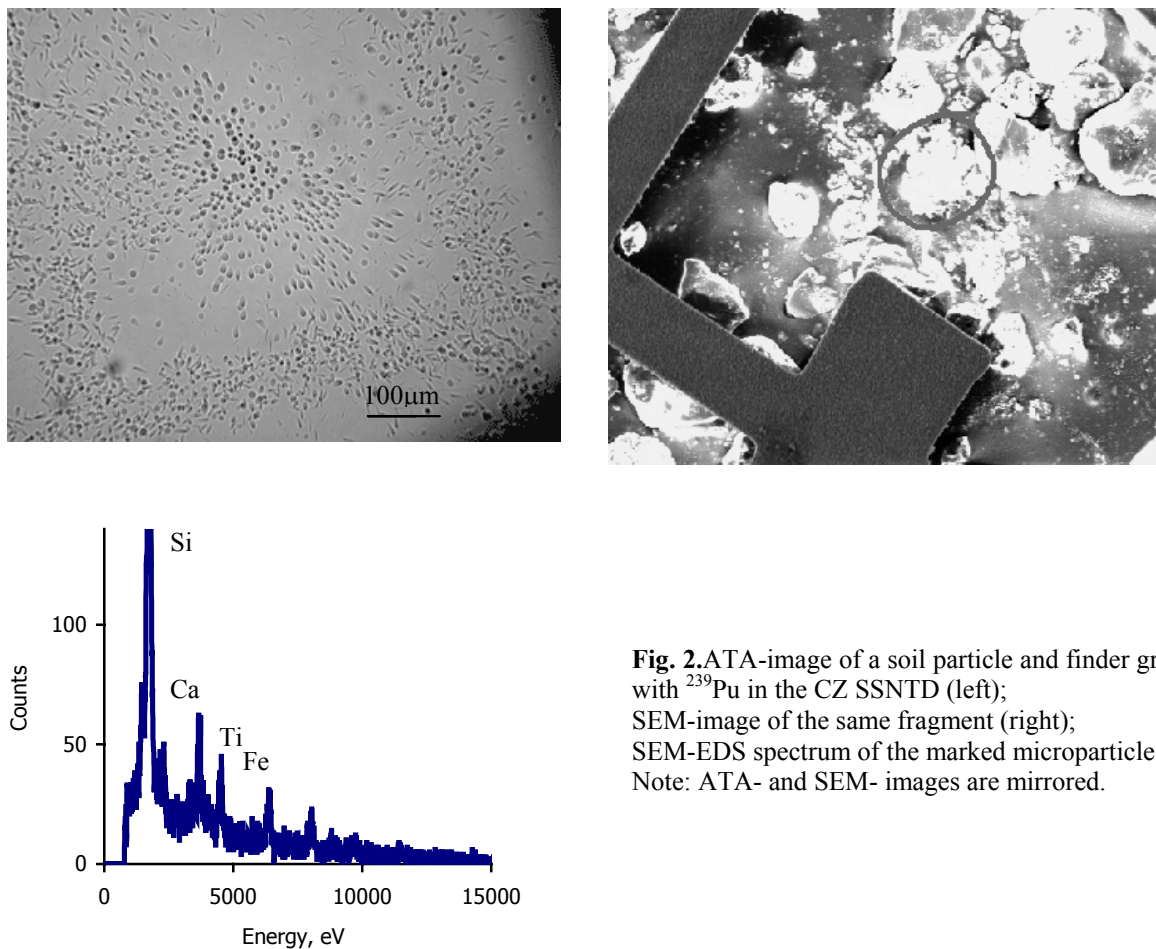 100µm
Si
Ca
Ti
Fe
100
50
0
Counts
0 5000 10000 15000
Energy, eV
Fig. 2.ATA-image of a soil particle and finder gr
with ²³⁹Pu in the CZ SSNTD (left);
SEM-image of the same fragment (right);
SEM-EDS spectrum of the marked microparticle
Note: ATA- and SEM- images are mirrored.